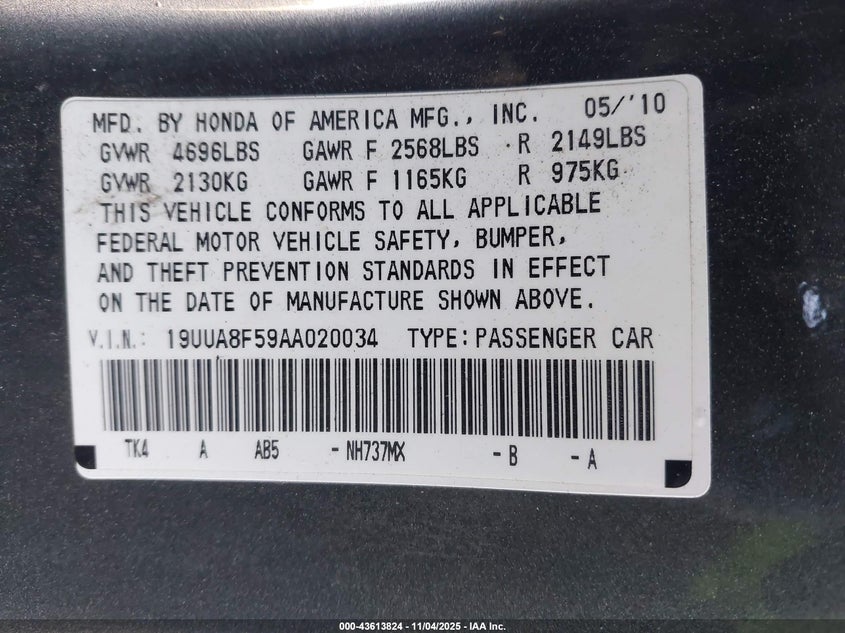 MFD. BY HONDA OF AMERICA MFG., INC. 05/'10
GVWR 4696LBS GAWR F 2568LBS R 2149LBS
GVWR 2130KG GAWR F 1165KG R 975KG
THIS VEHICLE CONFORMS TO ALL APPLICABLE
FEDERAL MOTOR VEHICLE SAFETY, BUMPER,
AND THEFT PREVENTION STANDARDS IN EFFECT
ON THE DATE OF MANUFACTURE SHOWN ABOVE.
V.I.N.: 19UUA8F59AA020034 TYPE: PASSENGER CAR
TK4 A AB5 - NH737MX - B - A
000-43613824 - 11/04/2025 - IAA Inc.